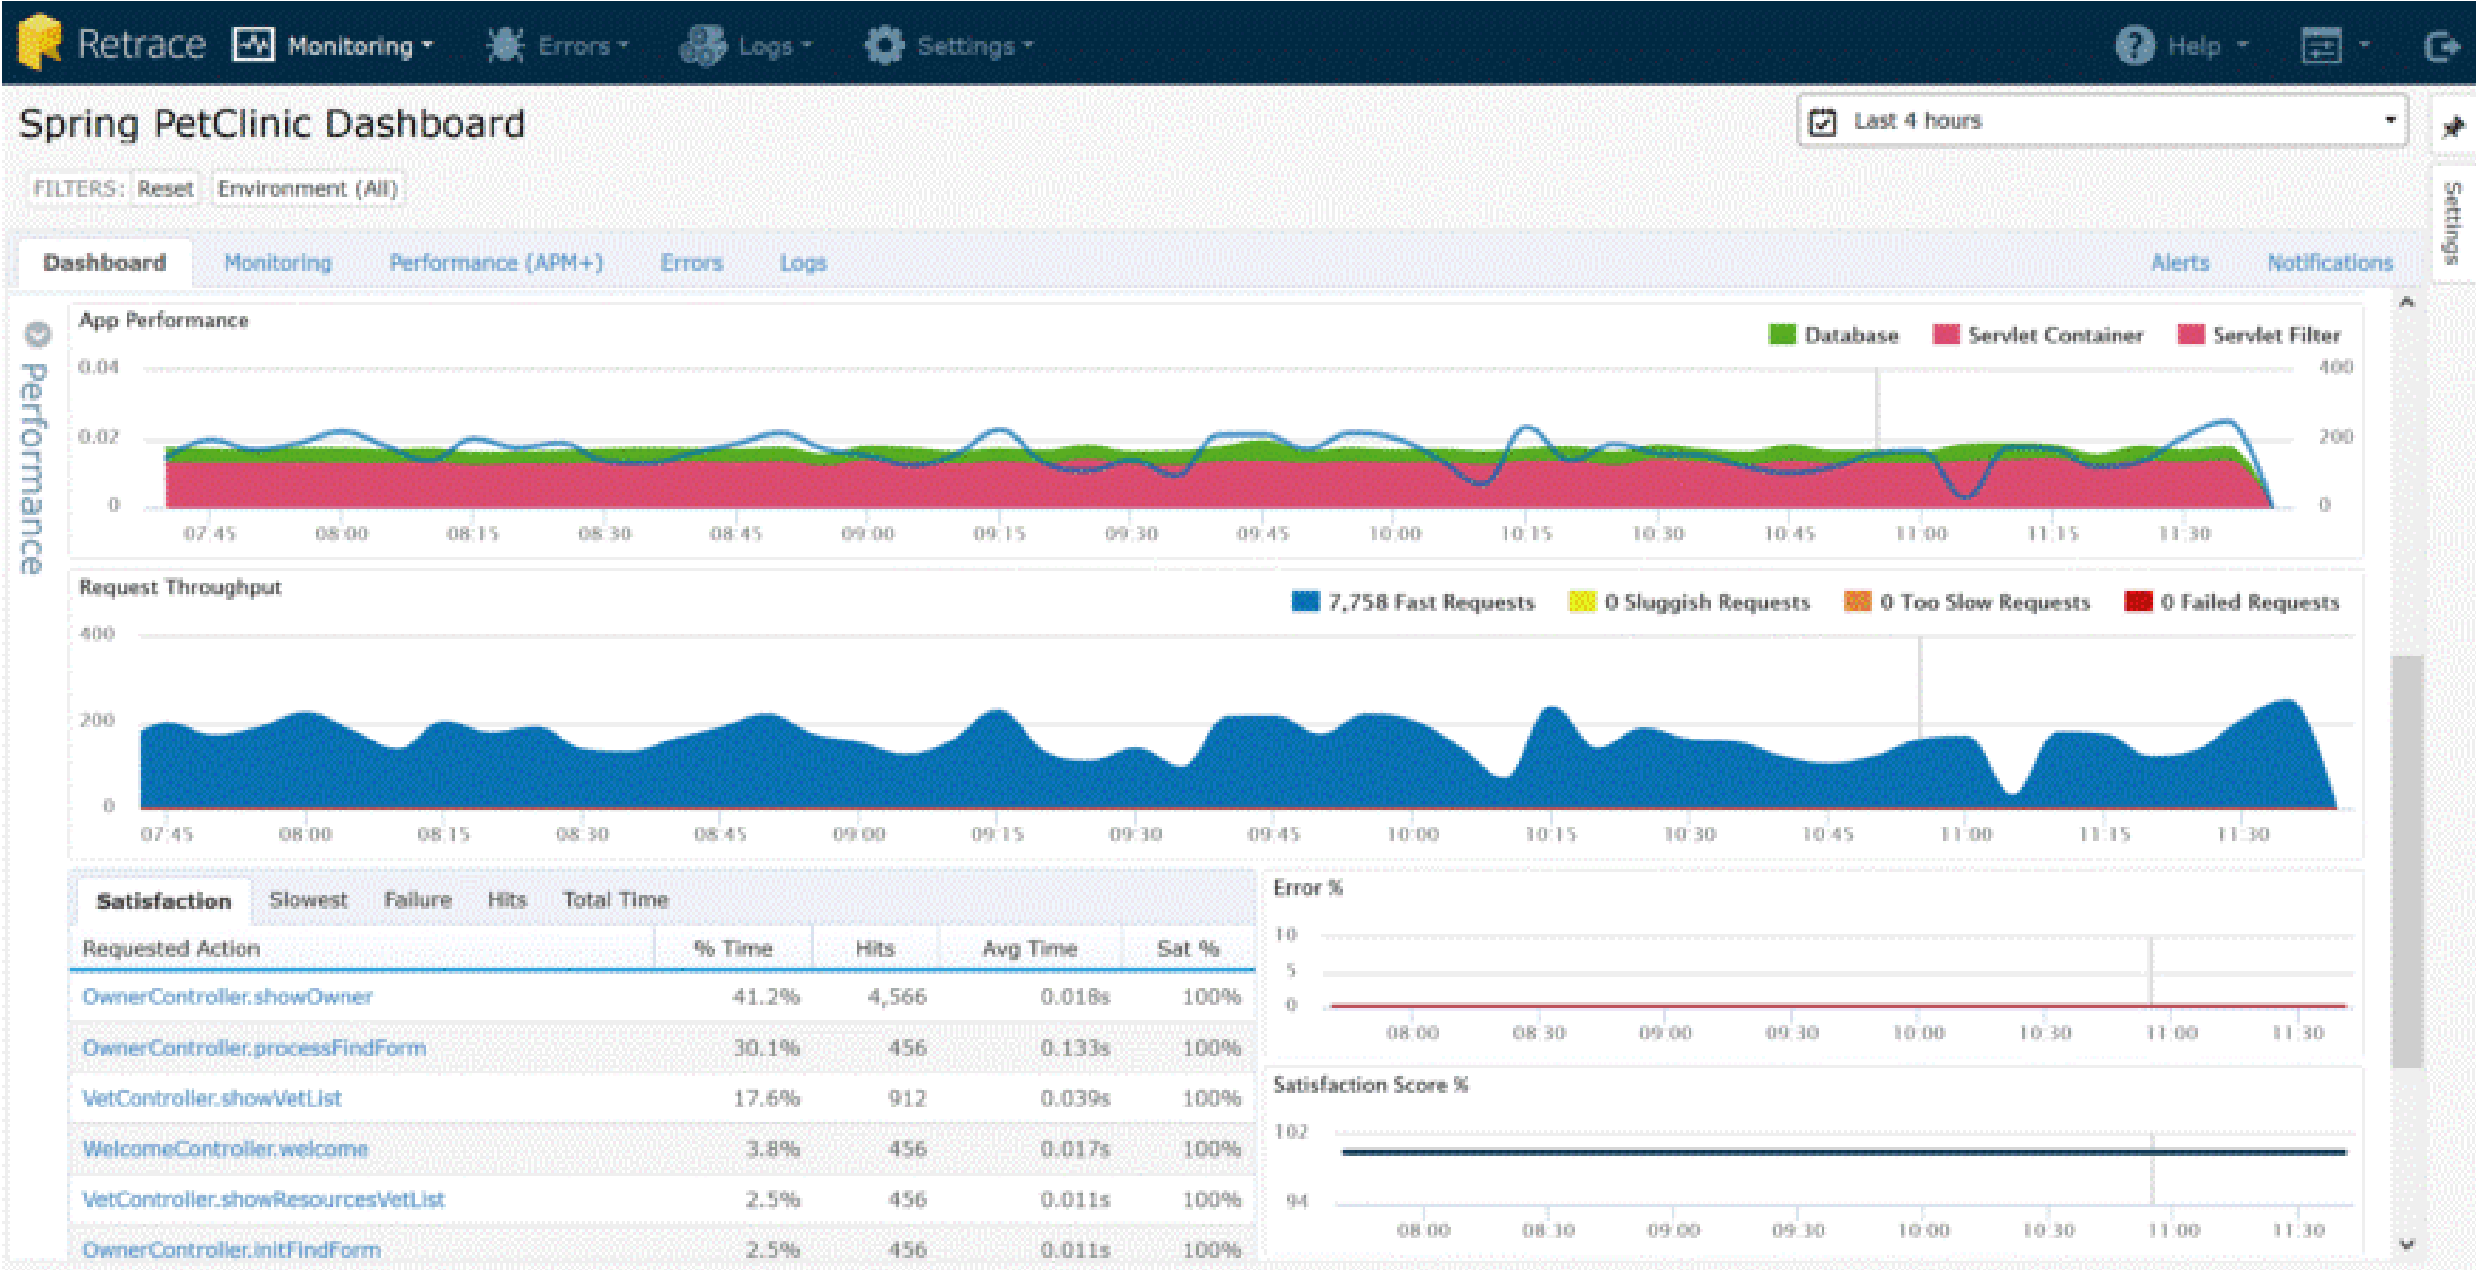 Retrace Monitoring Errors Logs Settings Help
Spring PetClinic Dashboard
Last 4 hours
FILTERS: Reset Environment (All)
Settings
Dashboard Monitoring Performance (APM+) Errors Logs Alerts Notifications
Performance
App Performance
Database Servlet Container Servlet Filter
0.04 400
0.02 200
0 0
07:45 08:00 08:15 08:30 08:45 09:00 09:15 09:30 09:45 10:00 10:15 10:30 10:45 11:00 11:15 11:30
Request Throughput
7,758 Fast Requests 0 Sluggish Requests 0 Too Slow Requests 0 Failed Requests
400
200
0
07:45 08:00 08:15 08:30 08:45 09:00 09:15 09:30 09:45 10:00 10:15 10:30 10:45 11:00 11:15 11:30
Satisfaction Slowest Failure Hits Total Time
Requested Action % Time Hits Avg Time Sat %
OwnerController.showOwner 41.2% 4,566 0.018s 100%
OwnerController.processFindForm 30.1% 456 0.133s 100%
VetController.showVetList 17.6% 912 0.039s 100%
WelcomeController.welcome 3.8% 456 0.017s 100%
VetController.showResourcesVetList 2.5% 456 0.011s 100%
OwnerController.initFindForm 2.5% 456 0.011s 100%
Error %
10
5
0
08:00 08:30 09:00 09:30 10:00 10:30 11:00 11:30
Satisfaction Score %
102
94
08:00 08:30 09:00 09:30 10:00 10:30 11:00 11:30